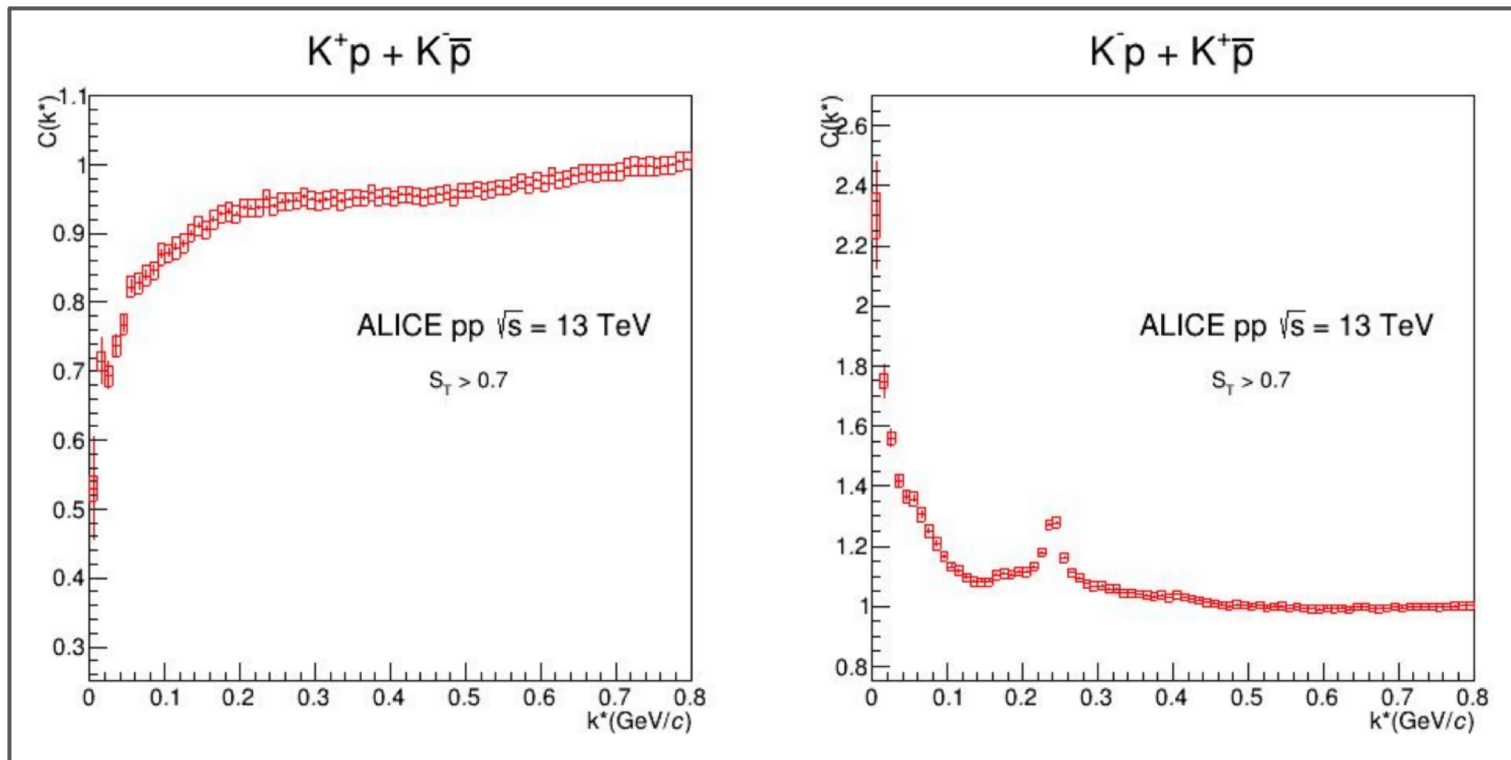 K⁺p + K⁻p̅
C(k*)
1.1
1
0.9
0.8
0.7
0.6
0.5
0.4
0.3
ALICE pp √s = 13 TeV
S_T > 0.7
0 0.1 0.2 0.3 0.4 0.5 0.6 0.7 0.8
k*(GeV/c)
K⁻p + K⁺p̅
C(k*)
2.6
2.4
2.2
2
1.8
1.6
1.4
1.2
1
0.8
ALICE pp √s = 13 TeV
S_T > 0.7
0 0.1 0.2 0.3 0.4 0.5 0.6 0.7 0.8
k*(GeV/c)